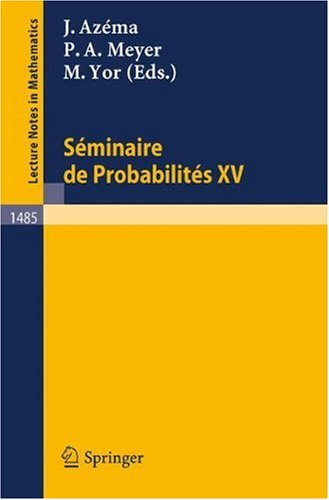 Lecture Notes in Mathematics
1485
J. Azéma
P. A. Meyer
M. Yor (Eds.)
Séminaire
de Probabilités XV
Springer